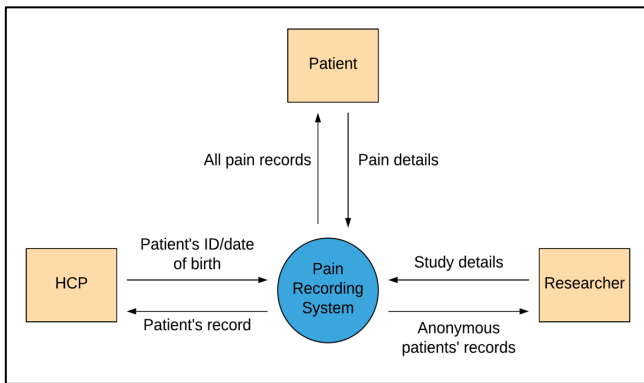 Patient
All pain records
Pain details
Patient's ID/date
of birth
HCP
Patient's record
Pain
Recording
System
Study details
Researcher
Anonymous
patients' records